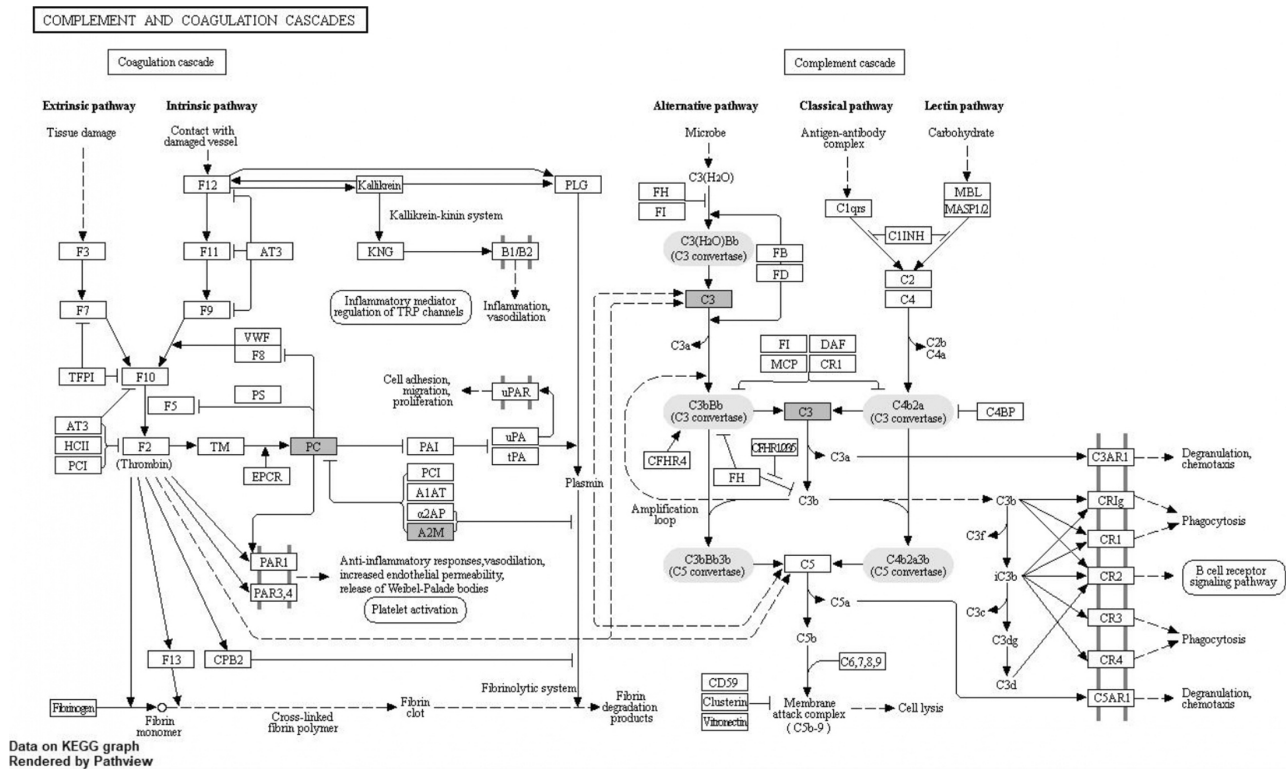 COMPLEMENT AND COAGULATION CASCADES
Coagulation cascade
Complement cascade
Extrinsic pathway
Intrinsic pathway
Alternative pathway
Classical pathway
Lectin pathway
Tissue damage
Contact with
damaged vessel
Microbe
Antigen-antibody
complex
Carbohydrate
F12
Kallikrein
PLG
C3(H2O)
FH
FI
C1qrs
MBL
MASP1/2
Kallikrein-kinin system
C1INH
F3
F11
AT3
KNG
B1/B2
C3(H2O)Bb
(C3 convertase)
FB
FD
C2
C4
Inflammatory mediator
regulation of TRP channels
Inflammation,
vasodilation
C3
F7
F9
VWF
F8
C3a
FI
DAF
MCP
CR1
C2b
C4a
TFPI
F10
Cell adhesion,
migration,
proliferation
uPAR
PS
F5
C3bBb
(C3 convertase)
C3
C4b2a
(C3 convertase)
C4BP
AT3
HCII
PCI
F2
(Thrombin)
TM
PC
PAI
uPA
tPA
EPCR
CFHR4
FH
C3a
C3AR1
Degranulation,
chemotaxis
Plasmin
PCI
A1AT
α2AP
A2M
Amplification
loop
C3b
C3b
CRIg
Phagocytosis
C3f
CR1
PAR1
PAR3,4
Anti-inflammatory responses,vasodilation,
increased endothelial permeability,
release of Weibel-Palade bodies
Platelet activation
C3bBb3b
(C5 convertase)
C5
C4b2a3b
(C5 convertase)
iC3b
CR2
B cell receptor
signaling pathway
C5a
C3c
CR3
C5b
C3dg
Phagocytosis
F13
CPB2
C6,7,8,9
C3d
CR4
Fibrinolytic system
CD59
Clusterin
Vitronectin
C5AR1
Degranulation,
chemotaxis
Fibrinogen
Fibrin
monomer
Cross-linked
fibrin polymer
Fibrin
clot
Fibrin
degradation
products
Membrane
attack complex
(C5b-9)
Cell lysis
Data on KEGG graph
Rendered by Pathview